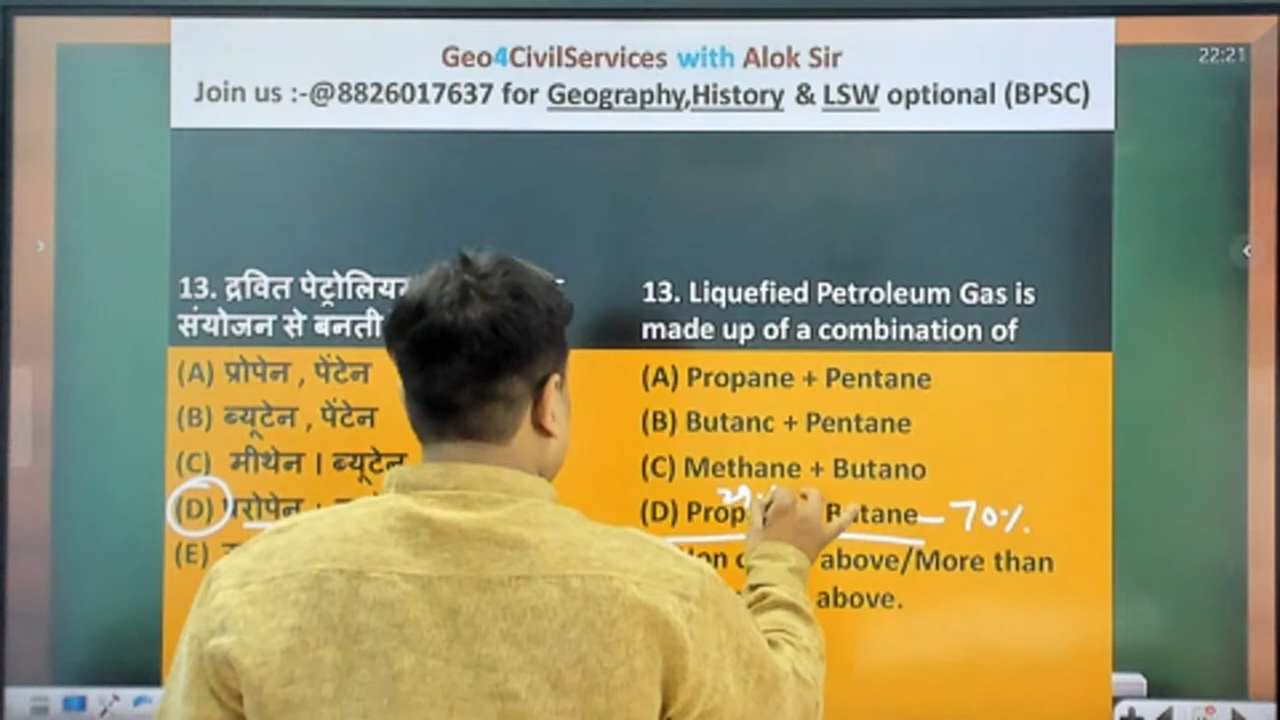 22:21
Geo4CivilServices with Alok Sir
Join us :-@8826017637 for Geography,History & LSW optional (BPSC)
13. द्रवित
संयोजन से बनती
(A) प्रोपेन , पेंटेन
(B) ब्यूटेन , पेंटेन
(C) मीथेन । ब्यूटेन
(D) परोपेन
(E)
13. Liquefied Petroleum Gas is
made up of a combination of
(A) Propane + Pentane
(B) Butanc + Pentane
(C) Methane + Butano
(D) Butane – 70%
above/More than
above.